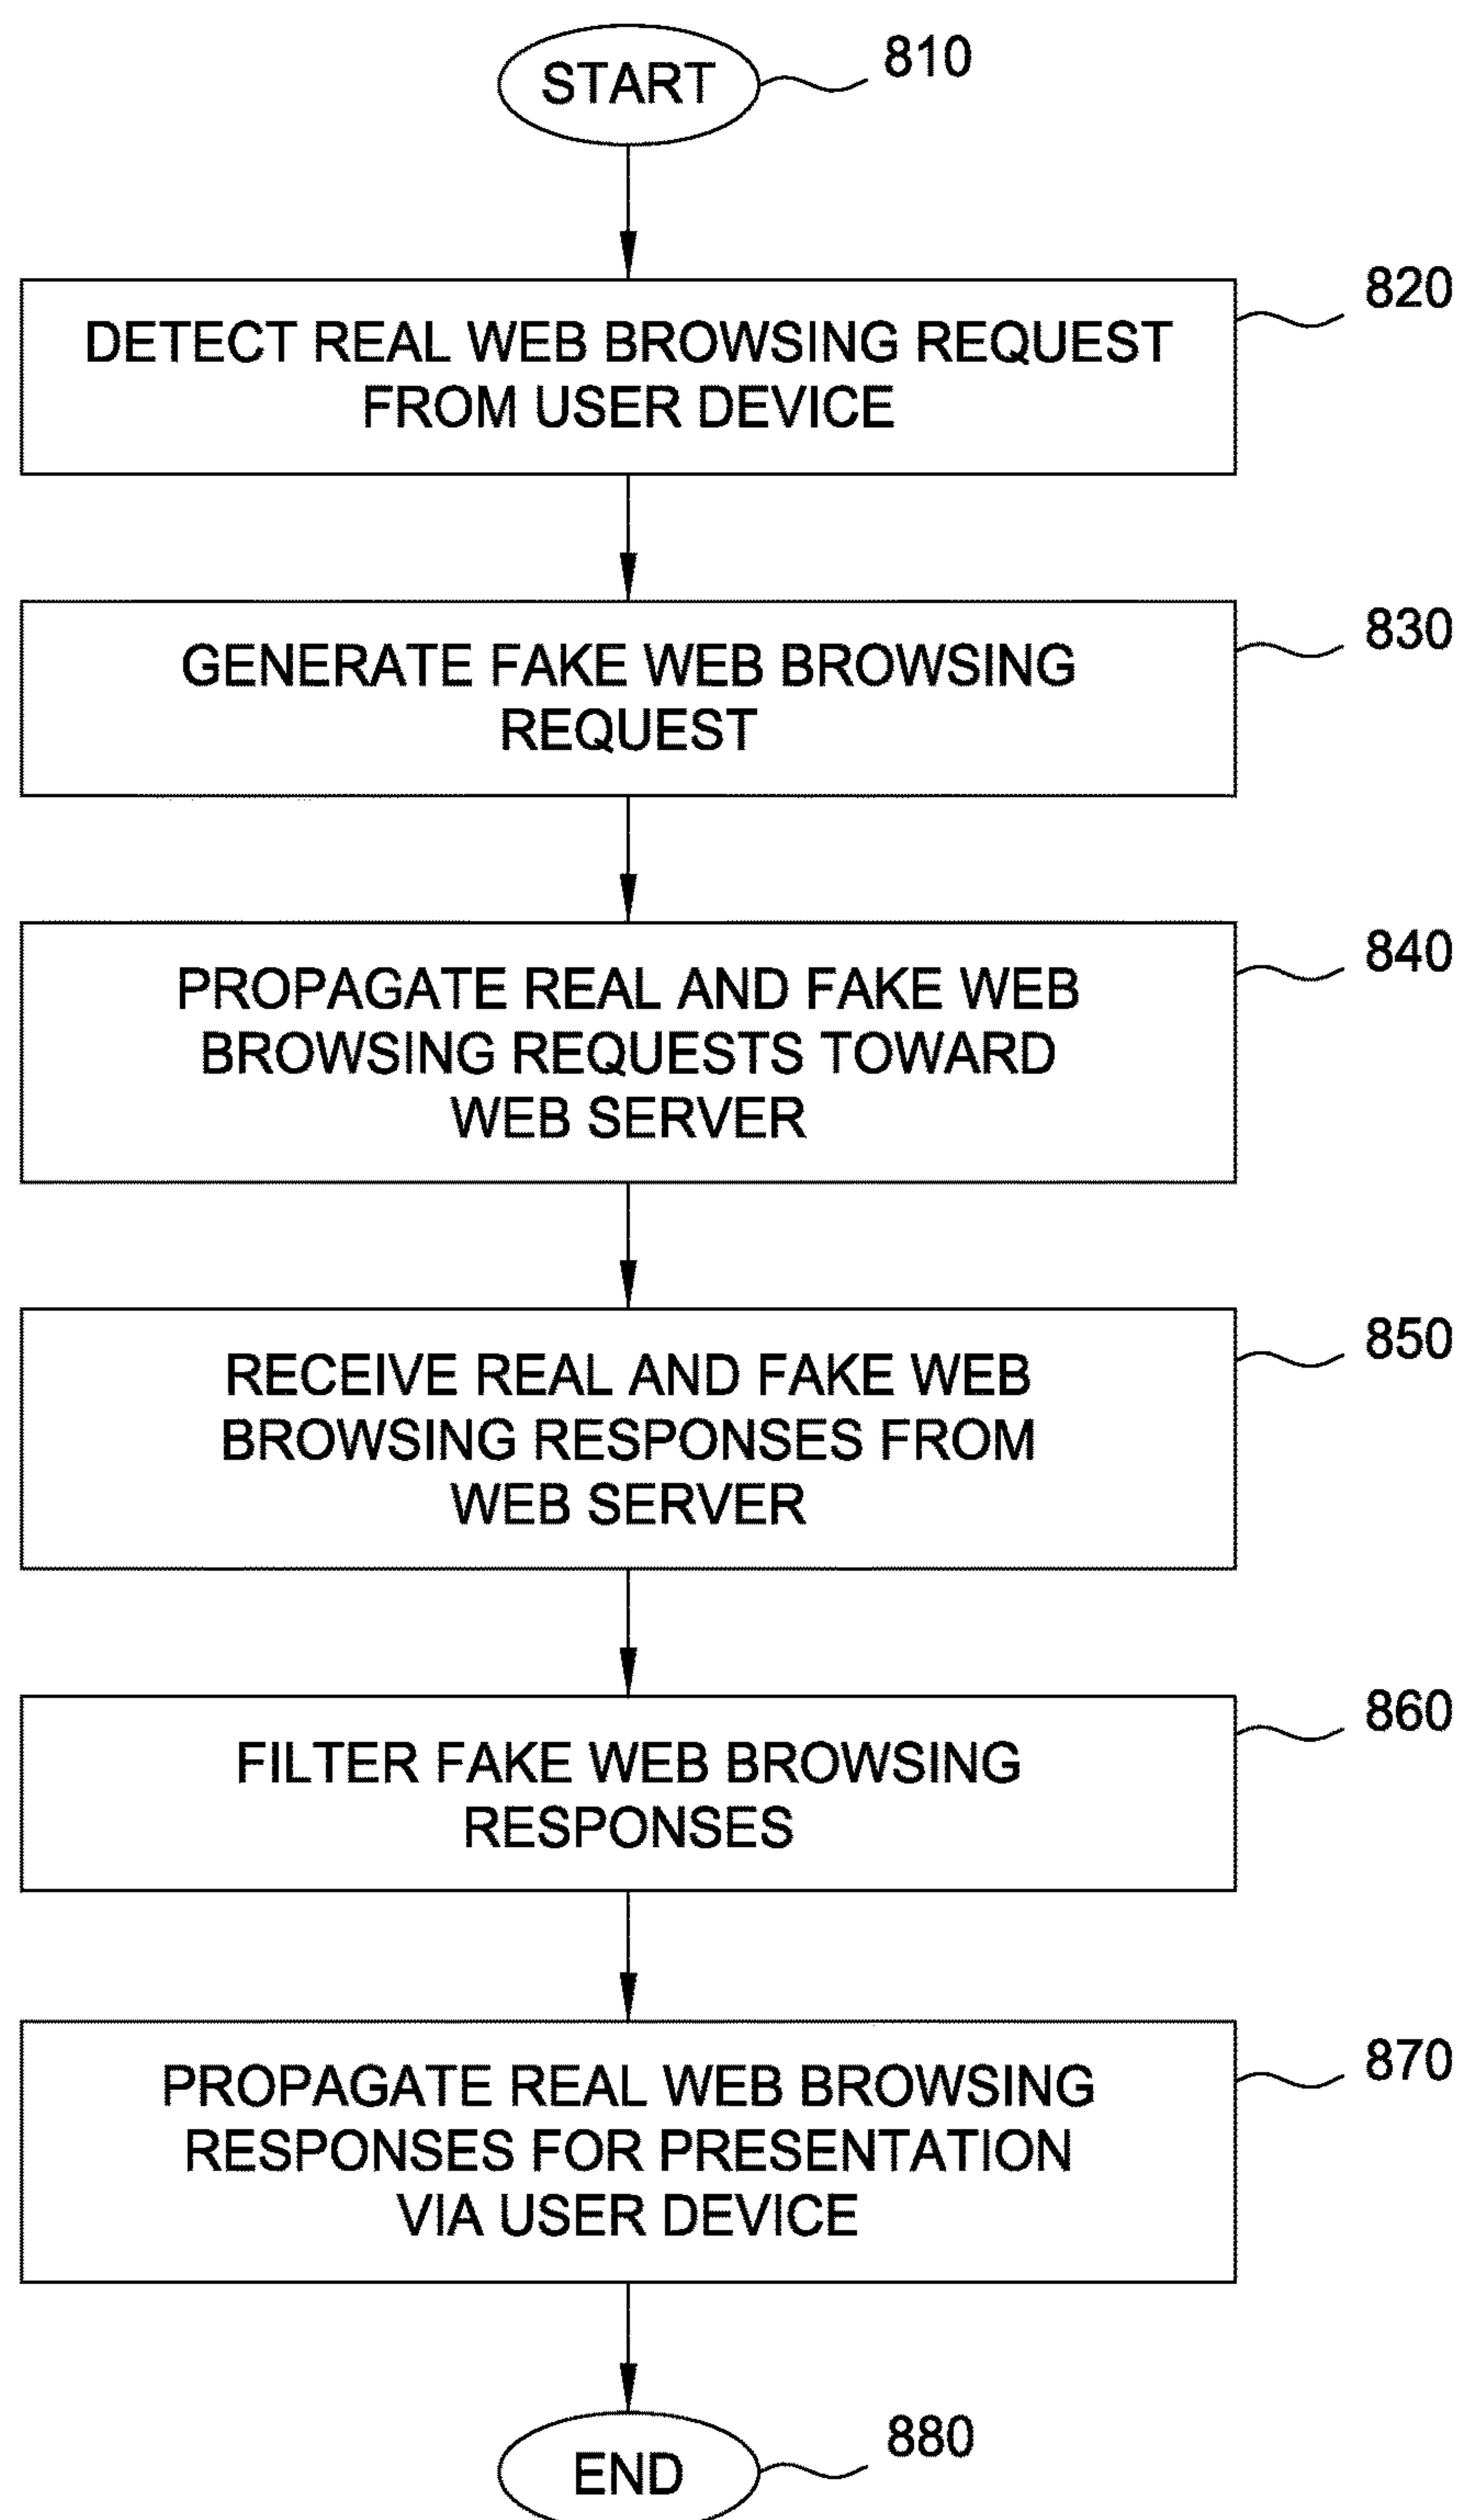 START
810
820
DETECT REAL WEB BROWSING REQUEST
FROM USER DEVICE
830
GENERATE FAKE WEB BROWSING
REQUEST
840
PROPAGATE REAL AND FAKE WEB
BROWSING REQUESTS TOWARD
WEB SERVER
850
RECEIVE REAL AND FAKE WEB
BROWSING RESPONSES FROM
WEB SERVER
860
FILTER FAKE WEB BROWSING
RESPONSES
870
PROPAGATE REAL WEB BROWSING
RESPONSES FOR PRESENTATION
VIA USER DEVICE
880
END